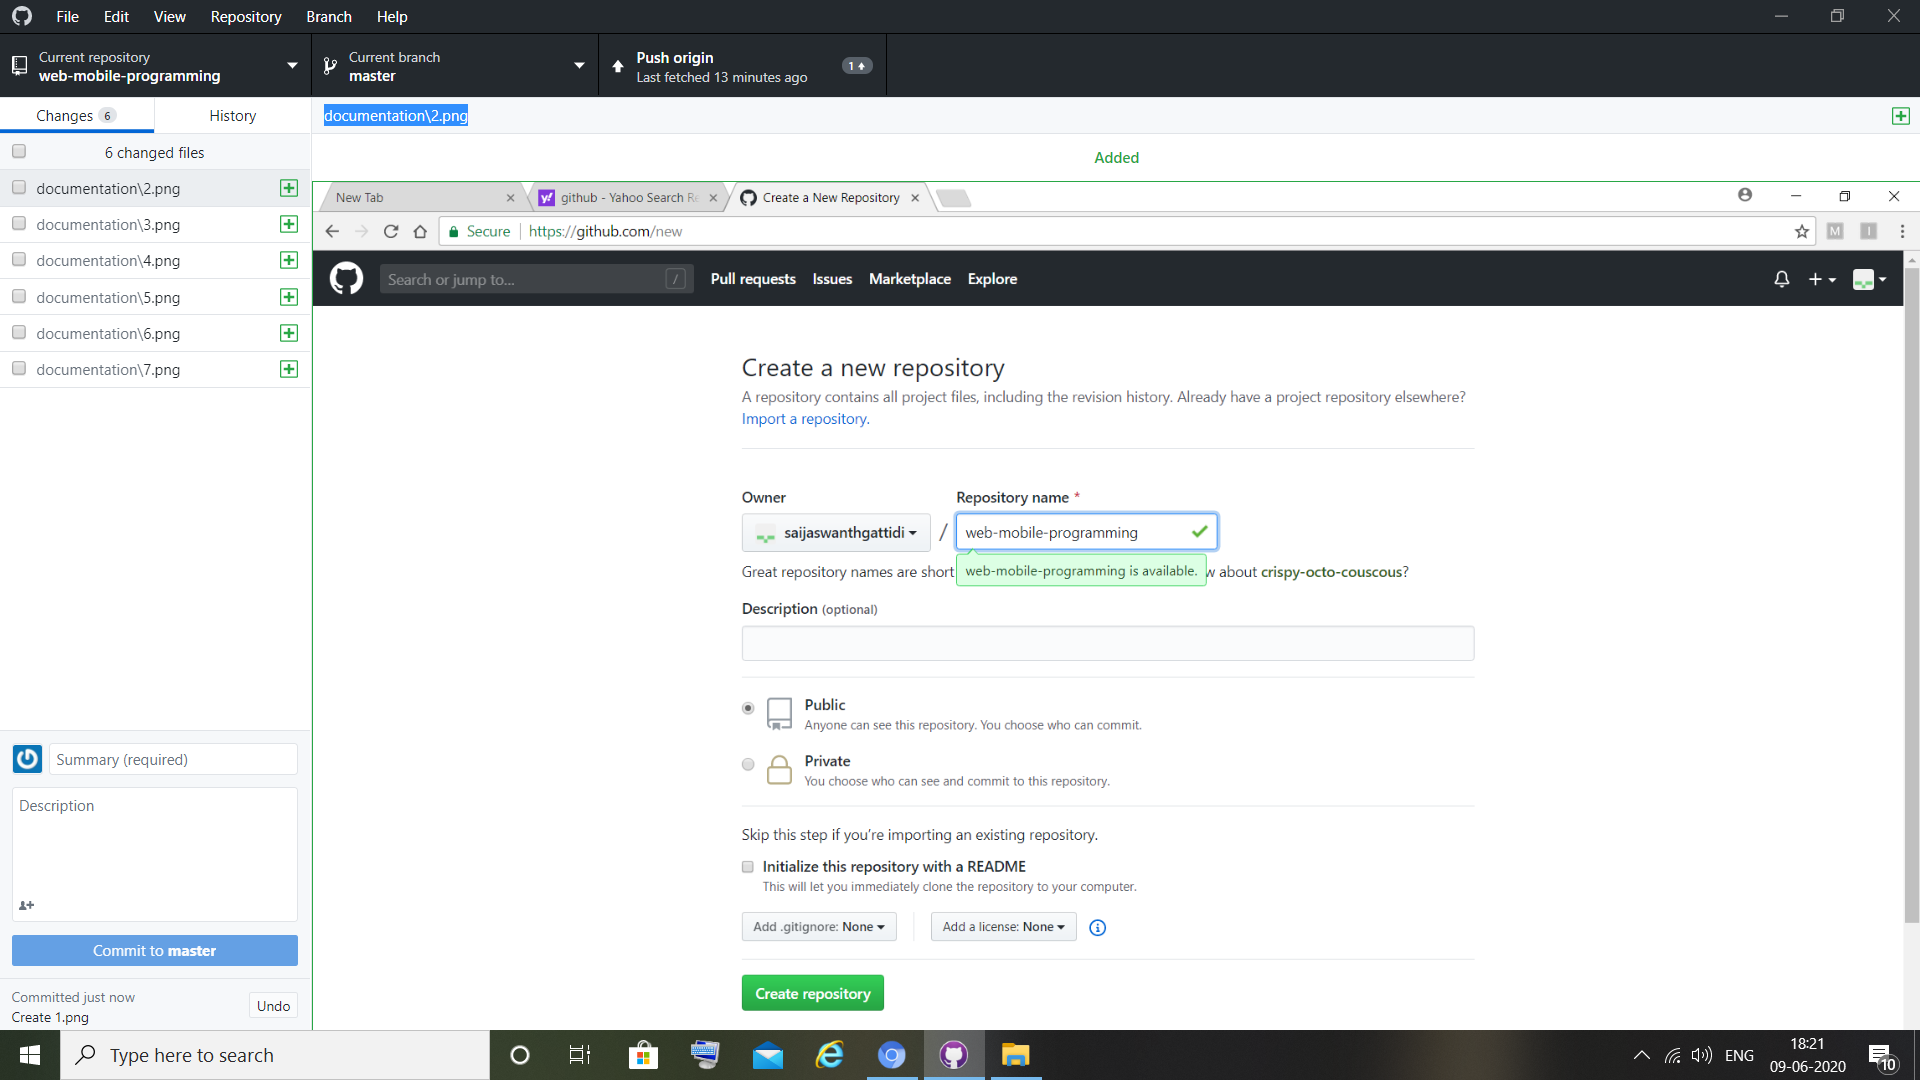 File Edit View Repository Branch Help
Current repository
web-mobile-programming
Current branch
master
Push origin
Last fetched 13 minutes ago
1
Changes 6
History
documentation\2.png
6 changed files
Added
documentation\2.png
documentation\3.png
documentation\4.png
documentation\5.png
documentation\6.png
documentation\7.png
Summary (required)
Description
Commit to master
Committed just now
Create 1.png
Undo
New Tab
github - Yahoo Search Re
Create a New Repository
Secure
https://github.com/new
M
I
Search or jump to...
/
Pull requests Issues Marketplace Explore
Create a new repository
A repository contains all project files, including the revision history. Already have a project repository elsewhere?
Import a repository.
Owner
Repository name *
saijaswanthgattidi
/
web-mobile-programming
Great repository names are short
web-mobile-programming is available.
w about crispy-octo-couscous?
Description (optional)
Public
Anyone can see this repository. You choose who can commit.
Private
You choose who can see and commit to this repository.
Skip this step if you're importing an existing repository.
Initialize this repository with a README
This will let you immediately clone the repository to your computer.
Add .gitignore: None
Add a license: None
Create repository
Type here to search
ENG
18:21
09-06-2020
10